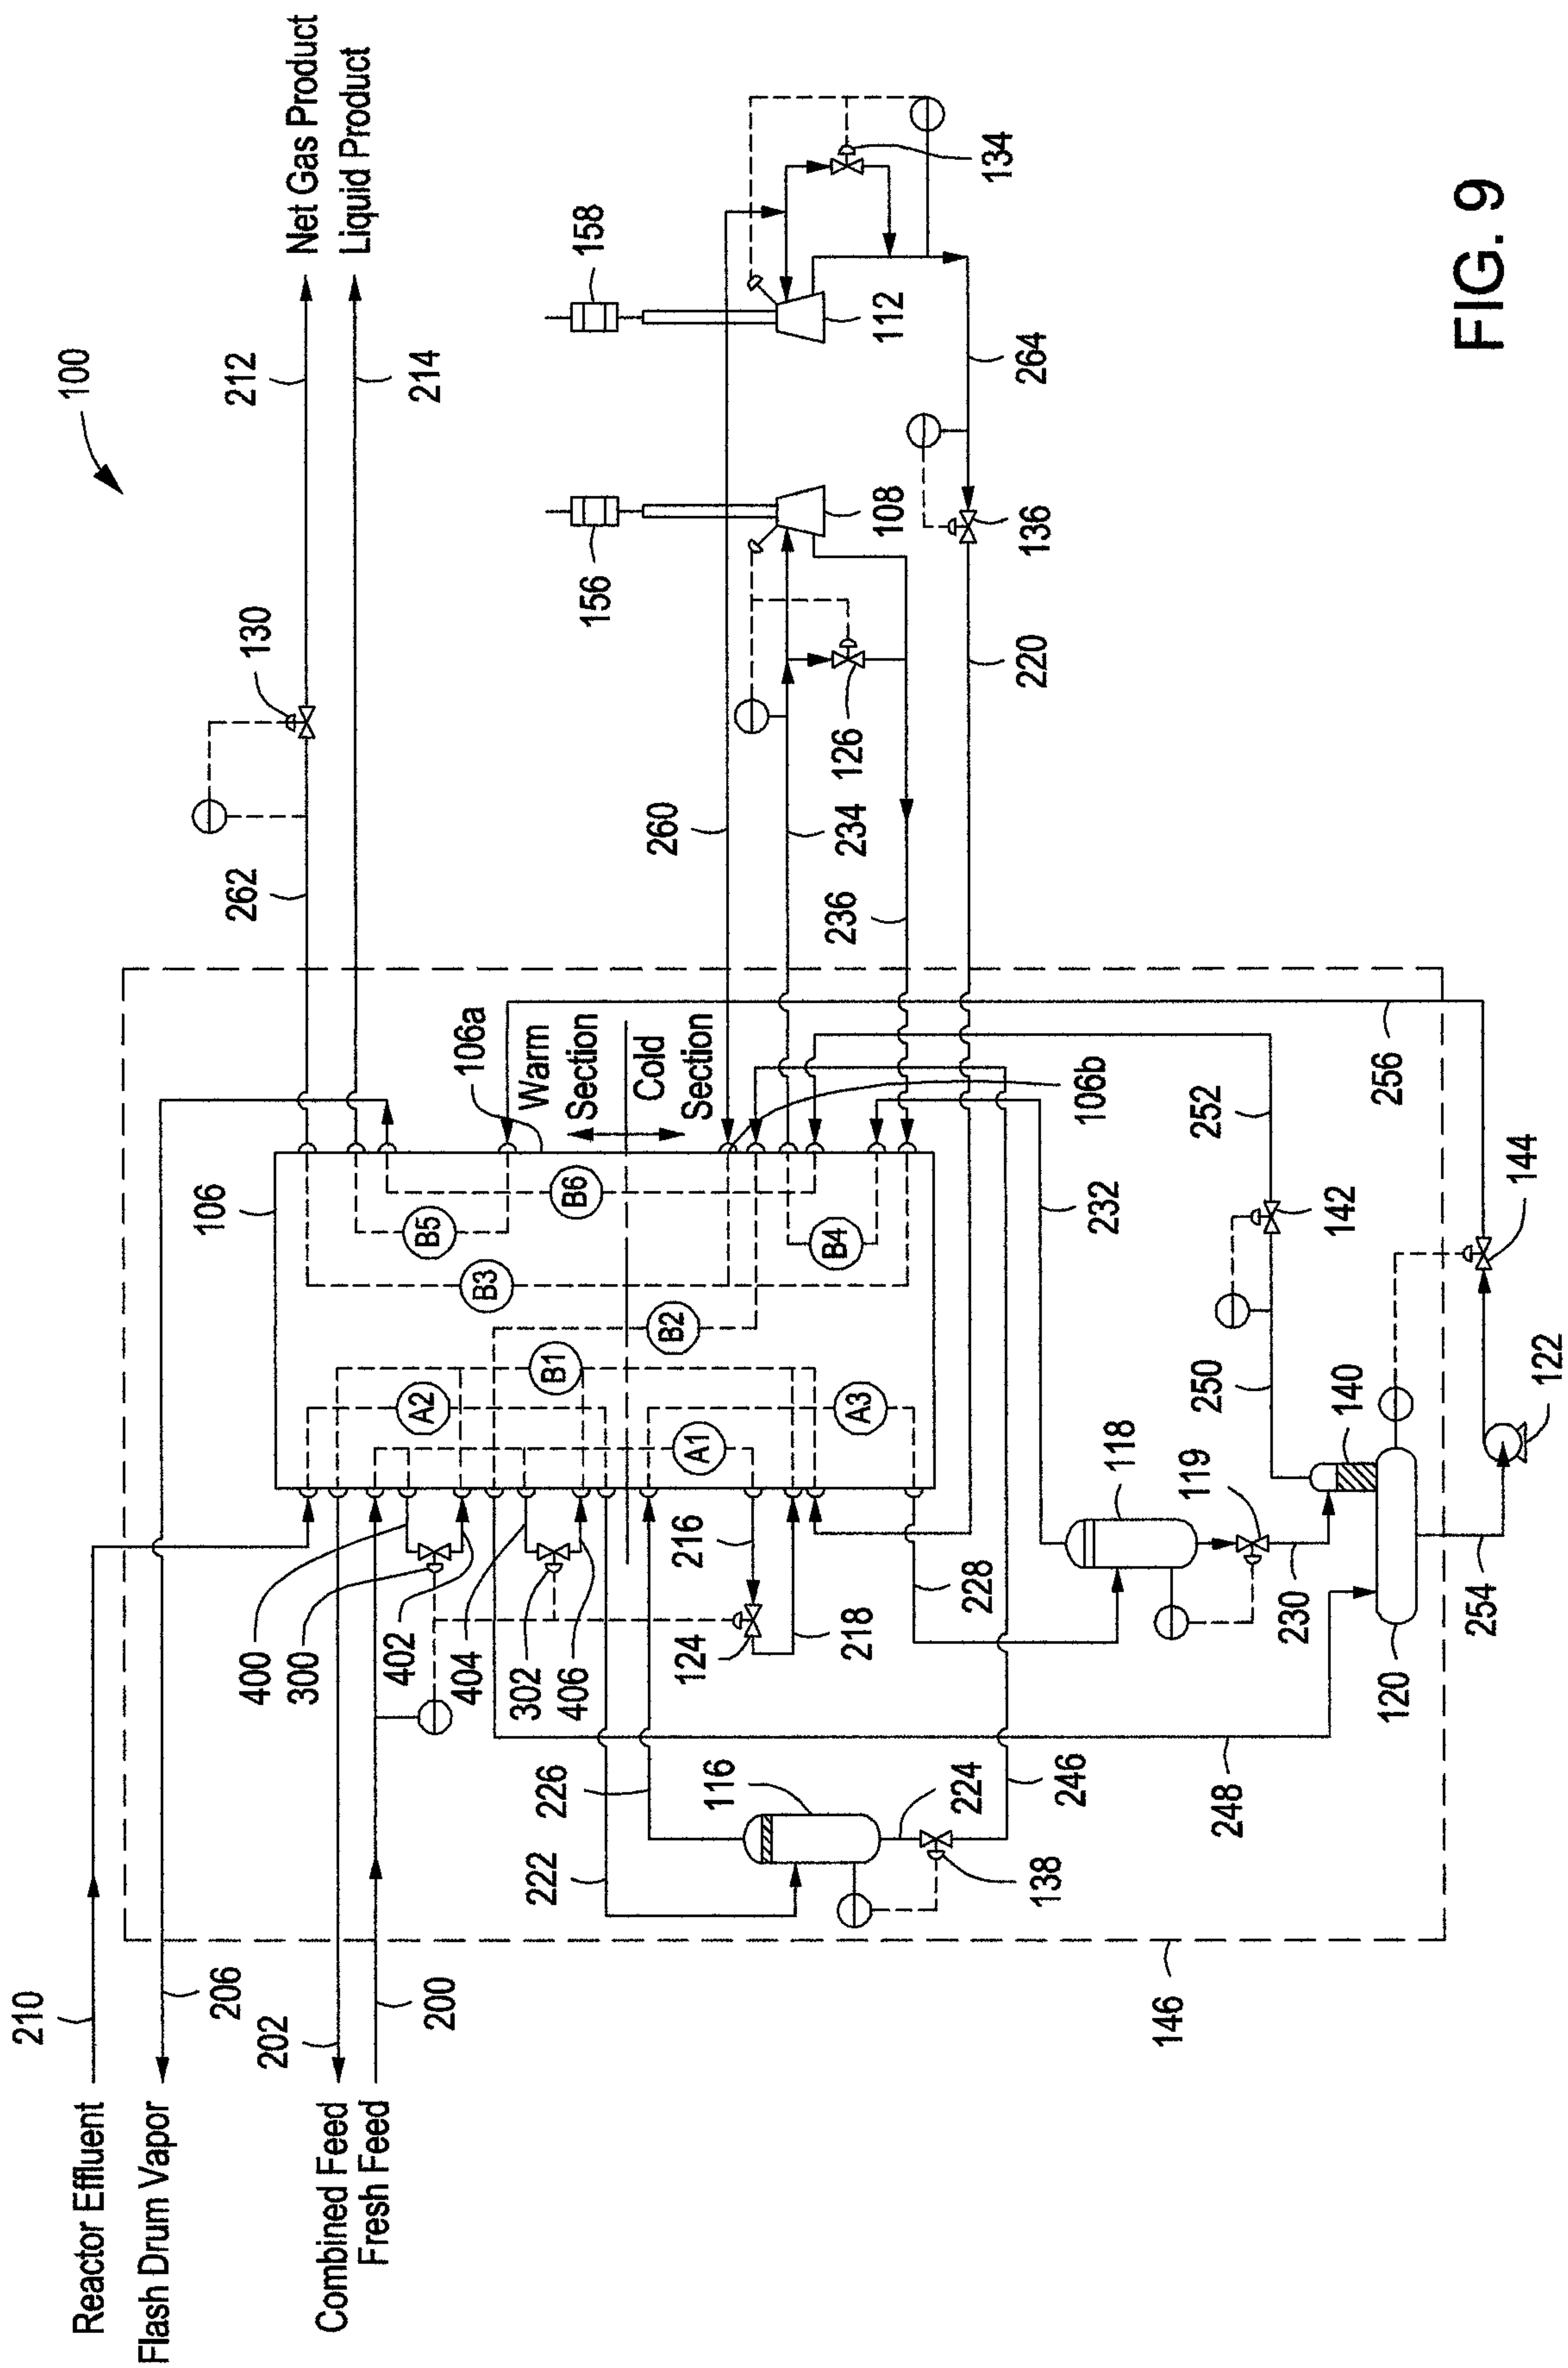 100
Net Gas Product
Liquid Product
212
214
130
262
158
156
134
112
108
264
136
126
260
234
236
220
106
106a
Warm
Section
Cold
Section
106b
B6
B5
B3
B4
B2
B1
A2
A1
A3
400
300
402
404
302
406
124
216
218
228
232
252
256
142
144
250
140
118
119
122
230
254
120
248
246
224
116
226
222
138
146
210
206
202
200
Reactor Effluent
Flash Drum Vapor
Combined Feed
Fresh Feed
FIG. 9